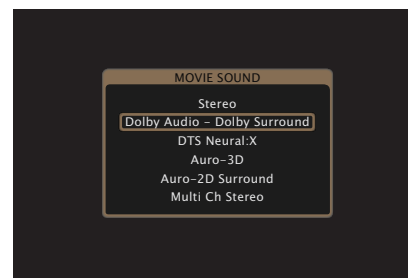 MOVIE SOUND
Stereo
Dolby Audio – Dolby Surround
DTS Neural:X
Auro-3D
Auro-2D Surround
Multi Ch Stereo